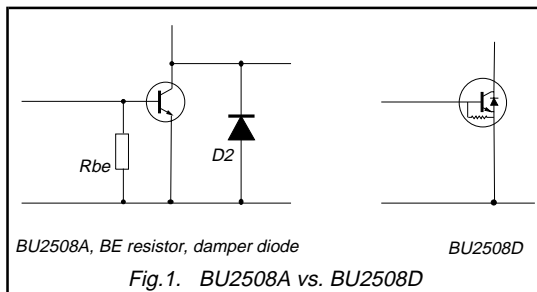 Rbe
D2
BU2508A, BE resistor, damper diode
BU2508D
Fig.1. BU2508A vs. BU2508D